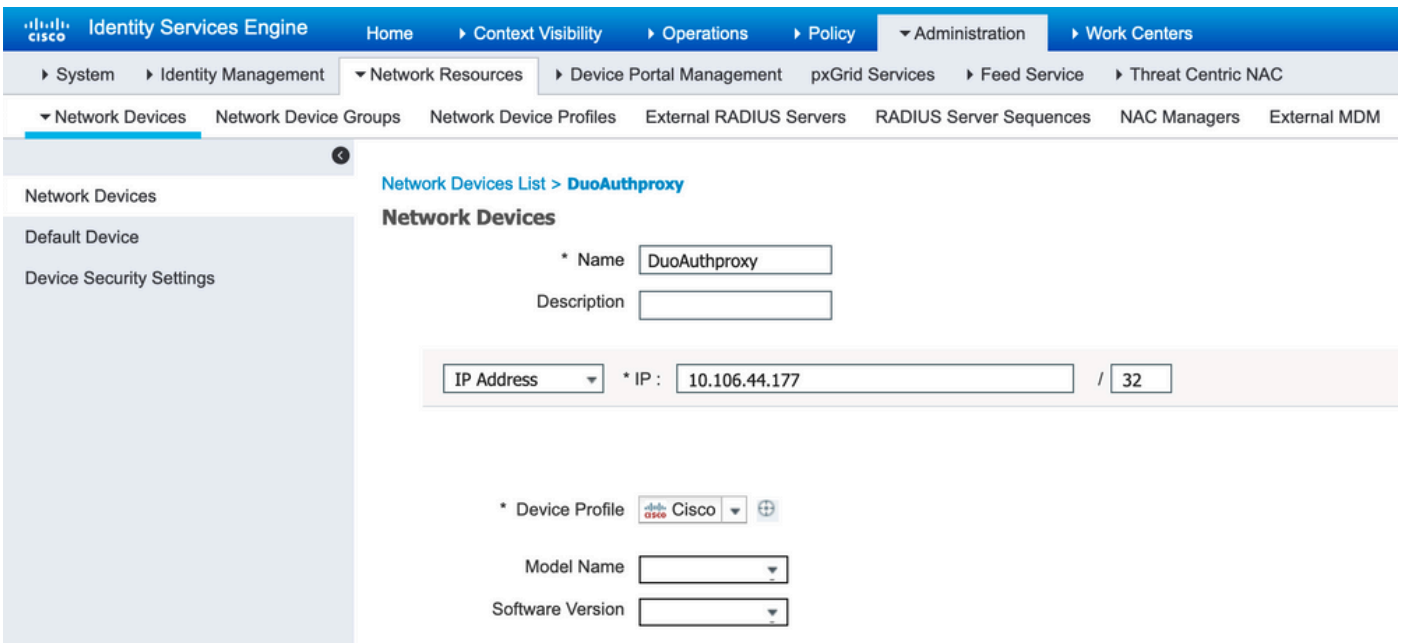 cisco Identity Services Engine Home Context Visibility Operations Policy Administration Work Centers
System Identity Management Network Resources Device Portal Management pxGrid Services Feed Service Threat Centric NAC
Network Devices Network Device Groups Network Device Profiles External RADIUS Servers RADIUS Server Sequences NAC Managers External MDM
Network Devices
Default Device
Device Security Settings
Network Devices List > DuoAuthproxy
Network Devices
* Name DuoAuthproxy
Description
IP Address * IP : 10.106.44.177 / 32
* Device Profile cisco Cisco
Model Name
Software Version